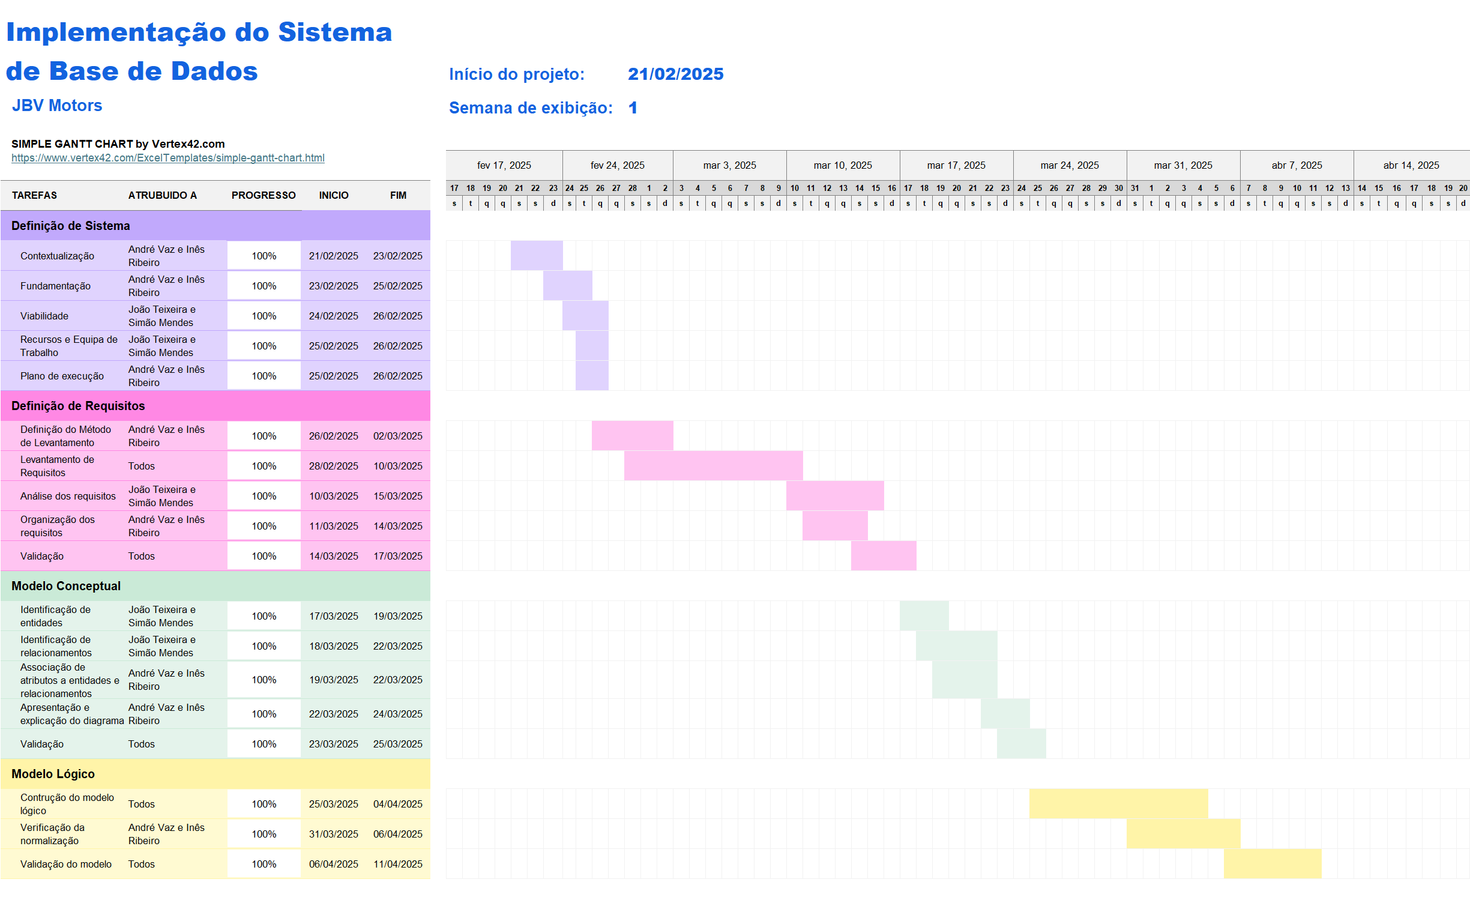 Implementação do Sistema
de Base de Dados
JBV Motors
Início do projeto: 21/02/2025
Semana de exibição: 1
SIMPLE GANTT CHART by Vertex42.com
https://www.vertex42.com/ExcelTemplates/simple-gantt-chart.html
fev 17, 2025 fev 24, 2025 mar 3, 2025 mar 10, 2025 mar 17, 2025 mar 24, 2025 mar 31, 2025 abr 7, 2025 abr 14, 2025
17 18 19 20 21 22 23 24 25 26 27 28 1 2 3 4 5 6 7 8 9 10 11 12 13 14 15 16 17 18 19 20 21 22 23 24 25 26 27 28 29 30 31 1 2 3 4 5 6 7 8 9 10 11 12 13 14 15 16 17 18 19 20
s t q q s s d s t q q s s d s t q q s s d s t q q s s d s t q q s s d s t q q s s d s t q q s s d s t q q s s d s t q q s s d
TAREFAS ATRUBUIDO A PROGRESSO INICIO FIM
Definição de Sistema
Contextualização
André Vaz e Inês
Ribeiro
100% 21/02/2025 23/02/2025
Fundamentação
André Vaz e Inês
Ribeiro
100% 23/02/2025 25/02/2025
Viabilidade
João Teixeira e
Simão Mendes
100% 24/02/2025 26/02/2025
Recursos e Equipa de
Trabalho
João Teixeira e
Simão Mendes
100% 25/02/2025 26/02/2025
Plano de execução
André Vaz e Inês
Ribeiro
100% 25/02/2025 26/02/2025
Definição de Requisitos
Definição do Método
de Levantamento
André Vaz e Inês
Ribeiro
100% 26/02/2025 02/03/2025
Levantamento de
Requisitos
Todos
100% 28/02/2025 10/03/2025
Análise dos requisitos
João Teixeira e
Simão Mendes
100% 10/03/2025 15/03/2025
Organização dos
requisitos
André Vaz e Inês
Ribeiro
100% 11/03/2025 14/03/2025
Validação
Todos
100% 14/03/2025 17/03/2025
Modelo Conceptual
Identificação de
entidades
João Teixeira e
Simão Mendes
100% 17/03/2025 19/03/2025
Identificação de
relacionamentos
João Teixeira e
Simão Mendes
100% 18/03/2025 22/03/2025
Associação de
atributos a entidades e
relacionamentos
André Vaz e Inês
Ribeiro
100% 19/03/2025 22/03/2025
Apresentação e
explicação do diagrama
André Vaz e Inês
Ribeiro
100% 22/03/2025 24/03/2025
Validação
Todos
100% 23/03/2025 25/03/2025
Modelo Lógico
Contrução do modelo
lógico
Todos
100% 25/03/2025 04/04/2025
Verificação da
normalização
André Vaz e Inês
Ribeiro
100% 31/03/2025 06/04/2025
Validação do modelo
Todos
100% 06/04/2025 11/04/2025